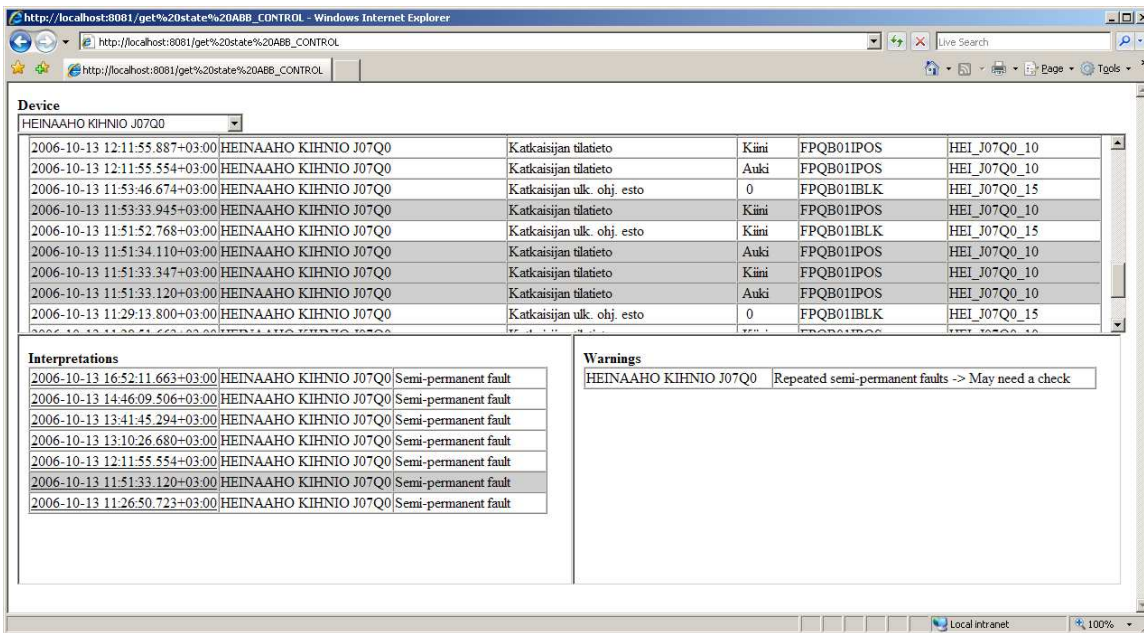 http://localhost:8081/get%20state%20ABB_CONTROL - Windows Internet Explorer
http://localhost:8081/get%20state%20ABB_CONTROL Live Search
http://localhost:8081/get%20state%20ABB_CONTROL Page Tools
Device
HEINAAHO KIHNIO J07Q0
2006-10-13 12:11:55.887+03:00 HEINAAHO KIHNIO J07Q0 Katkaisijan tilatieto Kiini FPQB01IPOS HEI_J07Q0_10
2006-10-13 12:11:55.554+03:00 HEINAAHO KIHNIO J07Q0 Katkaisijan tilatieto Auki FPQB01IPOS HEI_J07Q0_10
2006-10-13 11:53:46.674+03:00 HEINAAHO KIHNIO J07Q0 Katkaisijan ulk. ohj. esto 0 FPQB01IBLK HEI_J07Q0_15
2006-10-13 11:53:33.945+03:00 HEINAAHO KIHNIO J07Q0 Katkaisijan tilatieto Kiini FPQB01IPOS HEI_J07Q0_10
2006-10-13 11:51:52.768+03:00 HEINAAHO KIHNIO J07Q0 Katkaisijan ulk. ohj. esto Kiini FPQB01IBLK HEI_J07Q0_15
2006-10-13 11:51:34.110+03:00 HEINAAHO KIHNIO J07Q0 Katkaisijan tilatieto Auki FPQB01IPOS HEI_J07Q0_10
2006-10-13 11:51:33.347+03:00 HEINAAHO KIHNIO J07Q0 Katkaisijan tilatieto Kiini FPQB01IPOS HEI_J07Q0_10
2006-10-13 11:51:33.120+03:00 HEINAAHO KIHNIO J07Q0 Katkaisijan tilatieto Auki FPQB01IPOS HEI_J07Q0_10
2006-10-13 11:29:13.800+03:00 HEINAAHO KIHNIO J07Q0 Katkaisijan ulk. ohj. esto 0 FPQB01IBLK HEI_J07Q0_15
Interpretations
2006-10-13 16:52:11.663+03:00 HEINAAHO KIHNIO J07Q0 Semi-permanent fault
2006-10-13 14:46:09.506+03:00 HEINAAHO KIHNIO J07Q0 Semi-permanent fault
2006-10-13 13:41:45.294+03:00 HEINAAHO KIHNIO J07Q0 Semi-permanent fault
2006-10-13 13:10:26.680+03:00 HEINAAHO KIHNIO J07Q0 Semi-permanent fault
2006-10-13 12:11:55.554+03:00 HEINAAHO KIHNIO J07Q0 Semi-permanent fault
2006-10-13 11:51:33.120+03:00 HEINAAHO KIHNIO J07Q0 Semi-permanent fault
2006-10-13 11:26:50.723+03:00 HEINAAHO KIHNIO J07Q0 Semi-permanent fault
Warnings
HEINAAHO KIHNIO J07Q0 Repeated semi-permanent faults -> May need a check
Local intranet 100%